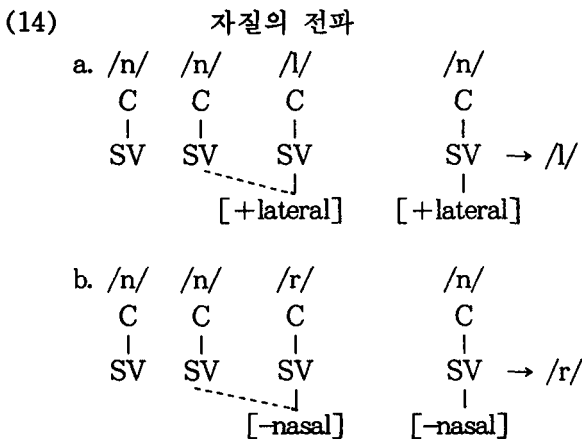 (14) 자질의 전파
a. /n/ /n/ /l/ /n/
C C C C
SV SV SV SV → /l/
[+lateral] [+lateral]
b. /n/ /n/ /r/ /n/
C C C C
SV SV SV SV → /r/
[-nasal] [-nasal]